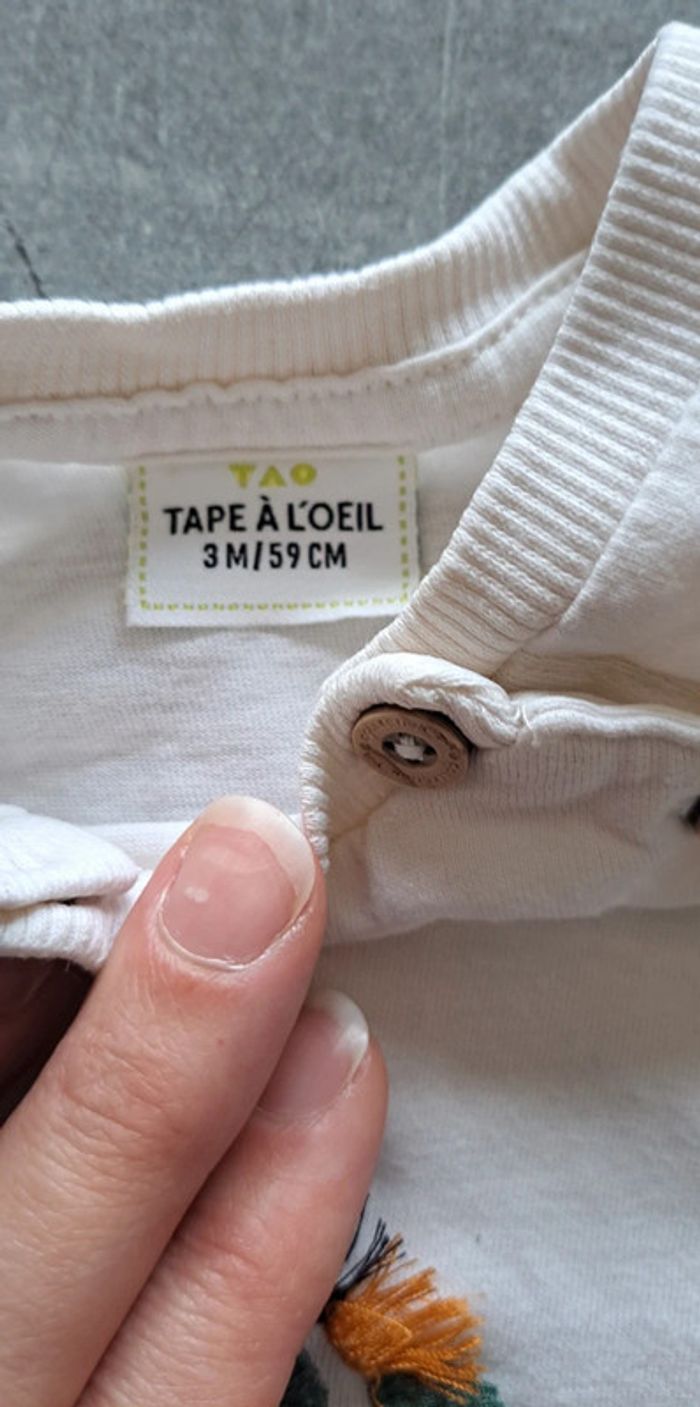 TAO
TAPE À L'OEIL
3 M/59 CM